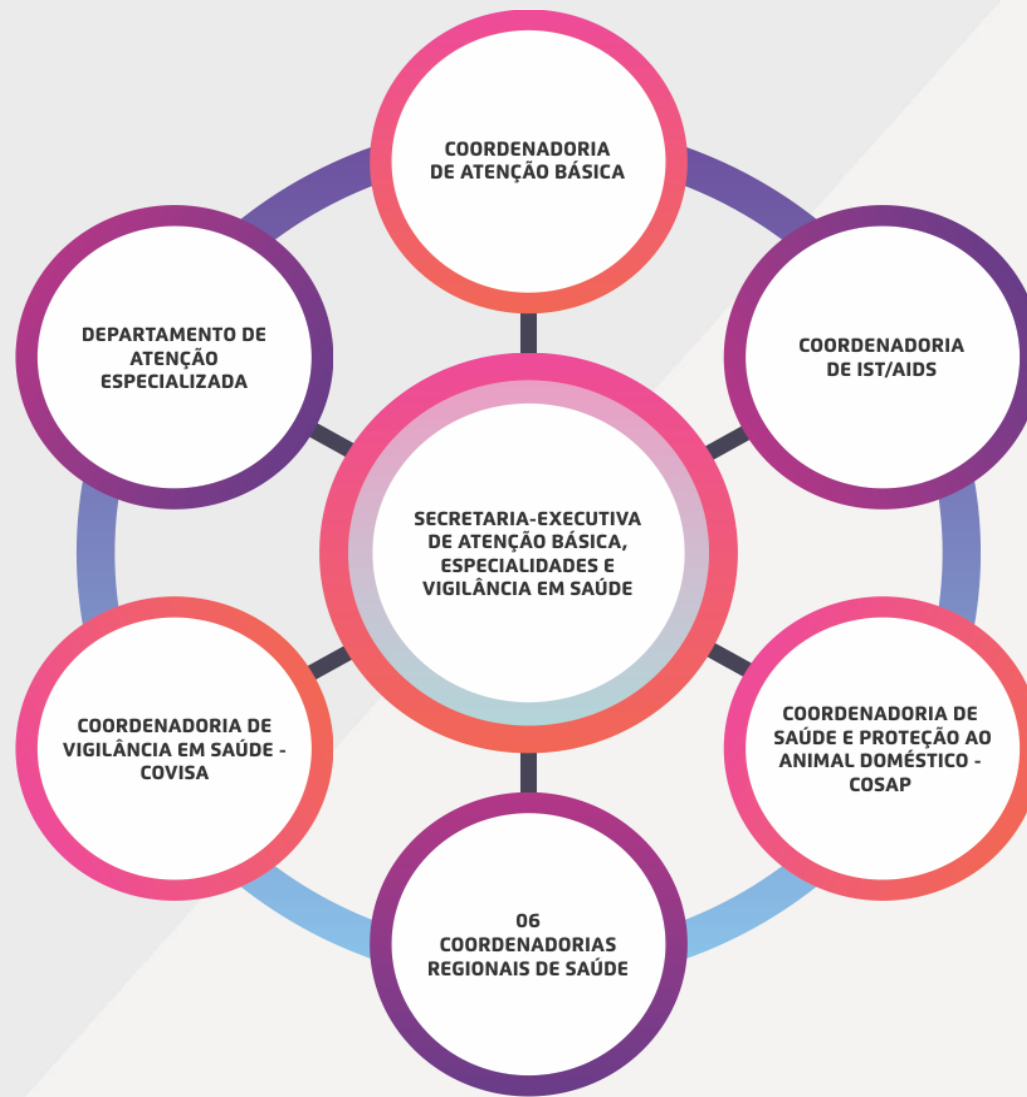 COORDENADORIA
DE ATENÇÃO BÁSICA
DEPARTAMENTO DE
ATENÇÃO
ESPECIALIZADA
COORDENADORIA
DE IST/AIDS
SECRETARIA-EXECUTIVA
DE ATENÇÃO BÁSICA,
ESPECIALIDADES E
VIGILÂNCIA EM SAÚDE
COORDENADORIA DE
VIGILÂNCIA EM SAÚDE -
COVISA
COORDENADORIA DE
SAÚDE E PROTEÇÃO AO
ANIMAL DOMÉSTICO -
COSAP
06
COORDENADORIAS
REGIONAIS DE SAÚDE